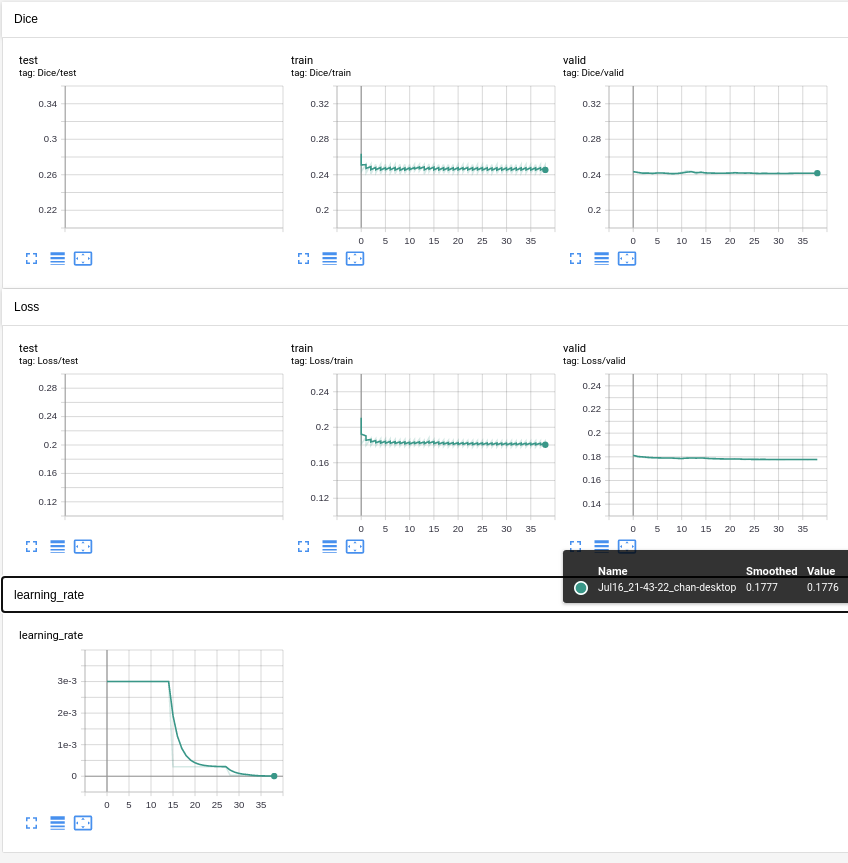 Dice
test
tag: Dice/test
0.34
0.3
0.26
0.22
train
tag: Dice/train
0.32
0.28
0.24
0.2
0 5 10 15 20 25 30 35
valid
tag: Dice/valid
0.32
0.28
0.24
0.2
0 5 10 15 20 25 30 35
Loss
test
tag: Loss/test
0.28
0.24
0.2
0.16
0.12
train
tag: Loss/train
0.24
0.2
0.16
0.12
0 5 10 15 20 25 30 35
valid
tag: Loss/valid
0.24
0.22
0.2
0.18
0.16
0.14
0 5 10 15 20 25 30 35
Name Smoothed Value
Jul16_21-43-22_chan-desktop 0.1777 0.1776
learning_rate
learning_rate
3e-3
2e-3
1e-3
0
0 5 10 15 20 25 30 35